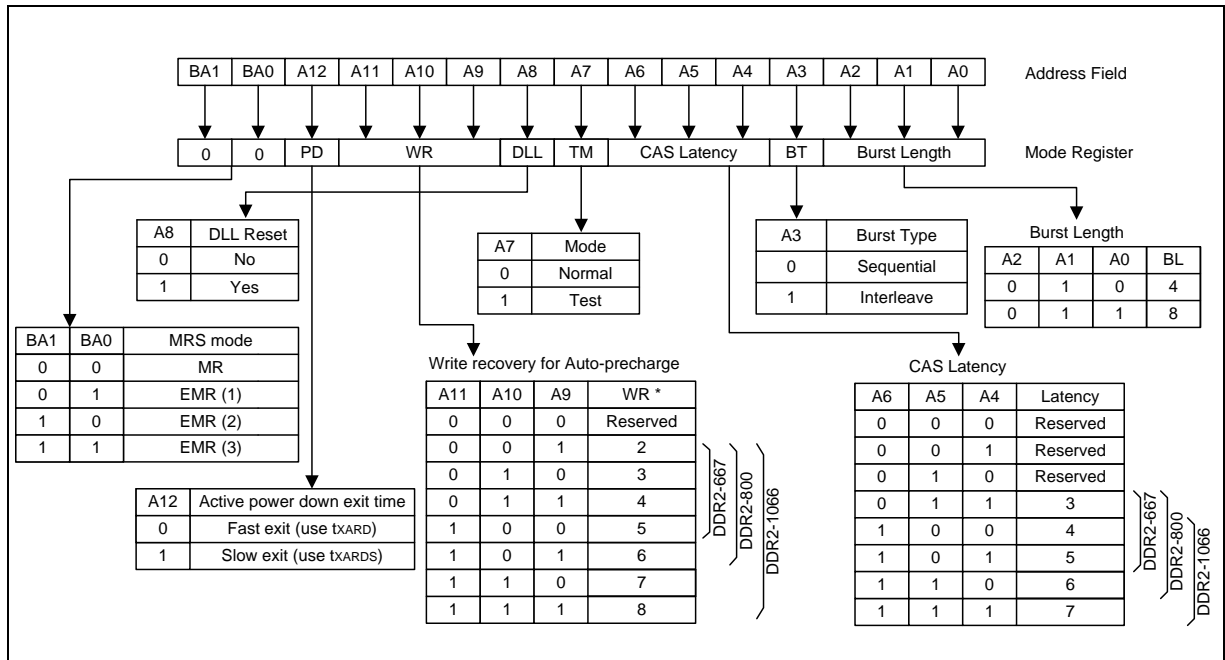 BA1 BA0 A12 A11 A10 A9 A8 A7 A6 A5 A4 A3 A2 A1 A0 Address Field
0 0 PD WR DLL TM CAS Latency BT Burst Length Mode Register
A8 DLL Reset
0 No
1 Yes
A7 Mode
0 Normal
1 Test
A3 Burst Type
0 Sequential
1 Interleave
Burst Length
A2 A1 A0 BL
0 1 0 4
0 1 1 8
BA1 BA0 MRS mode
0 0 MR
0 1 EMR (1)
1 0 EMR (2)
1 1 EMR (3)
A12 Active power down exit time
0 Fast exit (use tXARD)
1 Slow exit (use tXARDS)
Write recovery for Auto-precharge
A11 A10 A9 WR *
0 0 0 Reserved
0 0 1 2
0 1 0 3
0 1 1 4
1 0 0 5
1 0 1 6
1 1 0 7
1 1 1 8
DDR2-667
DDR2-800
DDR2-1066
CAS Latency
A6 A5 A4 Latency
0 0 0 Reserved
0 0 1 Reserved
0 1 0 Reserved
0 1 1 3
1 0 0 4
1 0 1 5
1 1 0 6
1 1 1 7
DDR2-667
DDR2-800
DDR2-1066